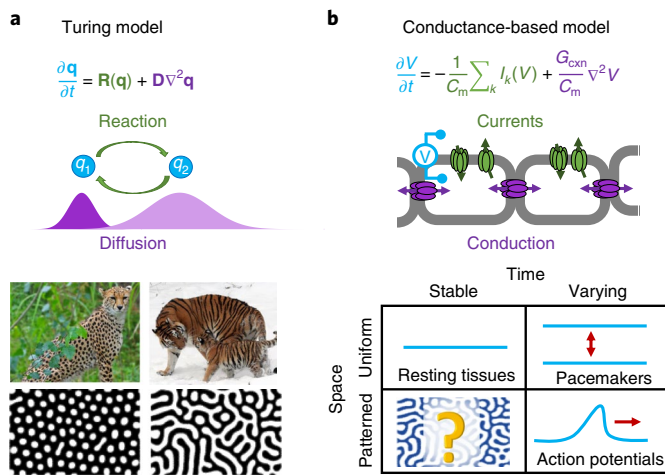 a
Turing model
∂q/∂t = R(q) + D∇²q
Reaction
q₁
q₂
Diffusion
b
Conductance-based model
∂V/∂t = −1/Cₘ ∑ₖ Iₖ(V) + G_cxn/Cₘ ∇²V
Currents
V
Conduction
Time
Stable
Varying
Space
Uniform
Resting tissues
Pacemakers
Patterned
?
Action potentials